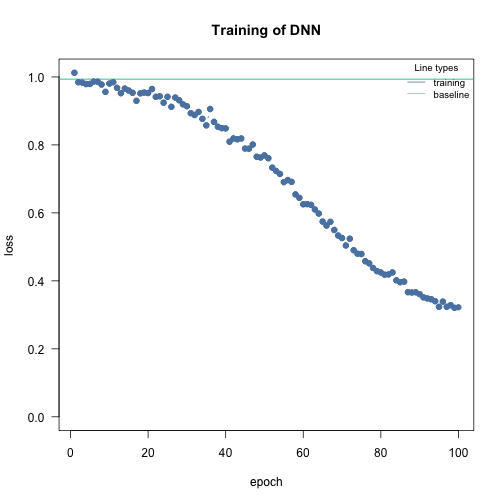 Training of DNN
Line types
training
baseline
1.0
0.8
0.6
0.4
0.2
0.0
loss
0 20 40 60 80 100
epoch